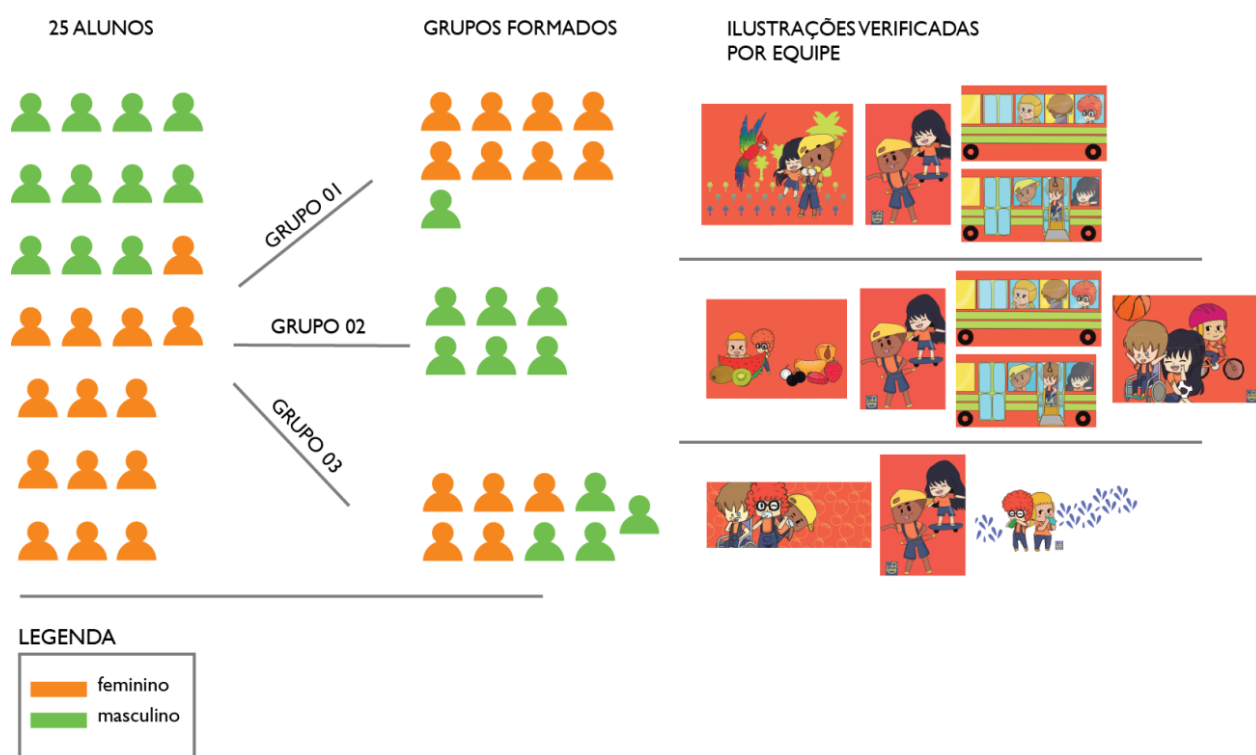 25 ALUNOS
GRUPOS FORMADOS
ILUSTRAÇÕES VERIFICADAS
POR EQUIPE
GRUPO 01
GRUPO 02
GRUPO 03
LEGENDA
feminino
masculino